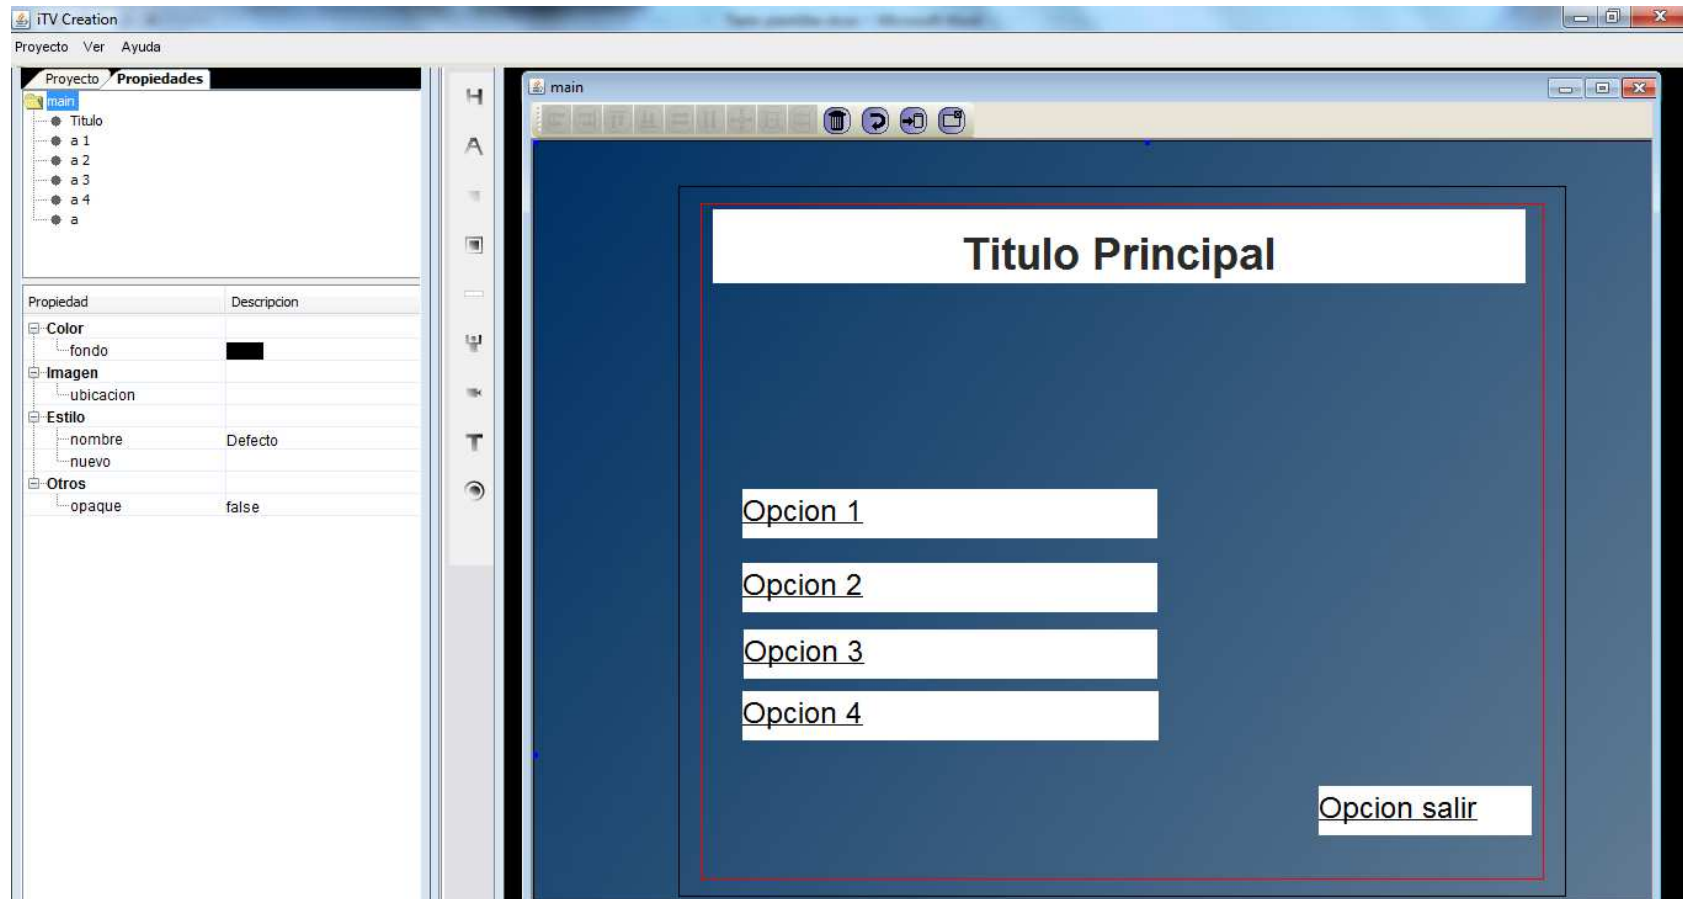 iTV Creation
Proyecto Ver Ayuda
Proyecto Propiedades
main
Titulo
a 1
a 2
a 3
a 4
a
Propiedad Descripcion
Color
fondo
Imagen
ubicacion
Estilo
nombre Defecto
nuevo
Otros
opaque false
H
A
T
main
Titulo Principal
Opcion 1
Opcion 2
Opcion 3
Opcion 4
Opcion salir